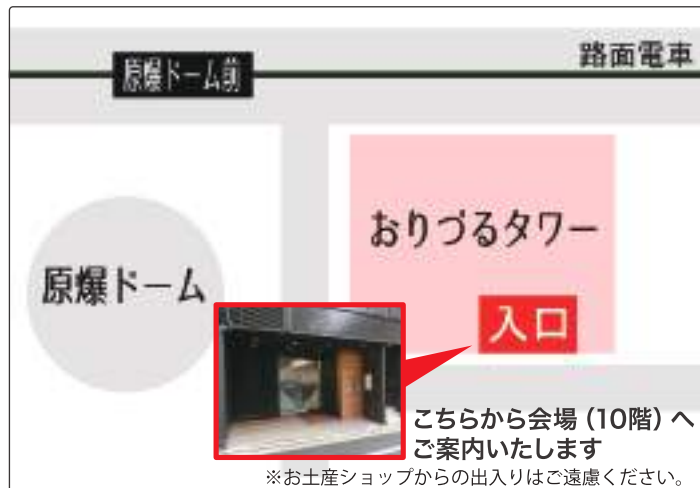 路面電車
原爆ドーム前
おりづるタワー
原爆ドーム
入口
こちらから会場（10階）へ
ご案内いたします
※お土産ショップからの出入りはご遠慮ください。